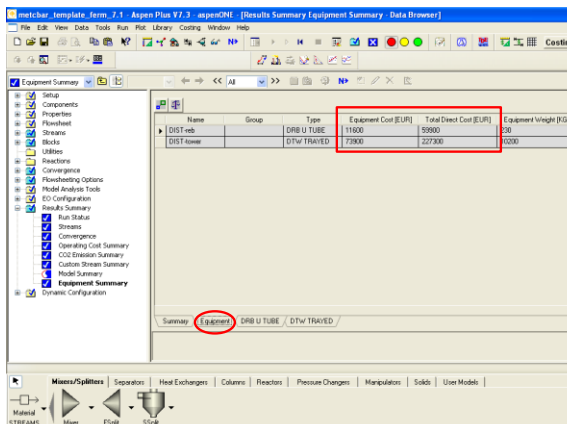 metcbar_template_ferm_7.1 - Aspen Plus V7.3 - aspenONE - [Results Summary Equipment Summary - Data Browser]
File Edit View Data Tools Run Plot Library Costing Window Help
Costin
Equipment Summary
<< All >>
N>
Setup
Components
Properties
Flowsheet
Streams
Blocks
Utilities
Reactions
Convergence
Flowsheeting Options
Model Analysis Tools
EO Configuration
Results Summary
Run Status
Streams
Convergence
Operating Cost Summary
CO2 Emission Summary
Custom Stream Summary
Model Summary
Equipment Summary
Dynamic Configuration
Name Group Type Equipment Cost [EUR] Total Direct Cost [EUR] Equipment Weight [KG
DIST-reb DRB U TUBE 11600 59900 230
DIST-tower DTW TRAYED 73900 227300 10200
Summary Equipment DRB U TUBE DTW TRAYED
Mixers/Splitters Separators Heat Exchangers Columns Reactors Pressure Changers Manipulators Solids User Models
Material
STREAMS Mixer FSplit SSplit